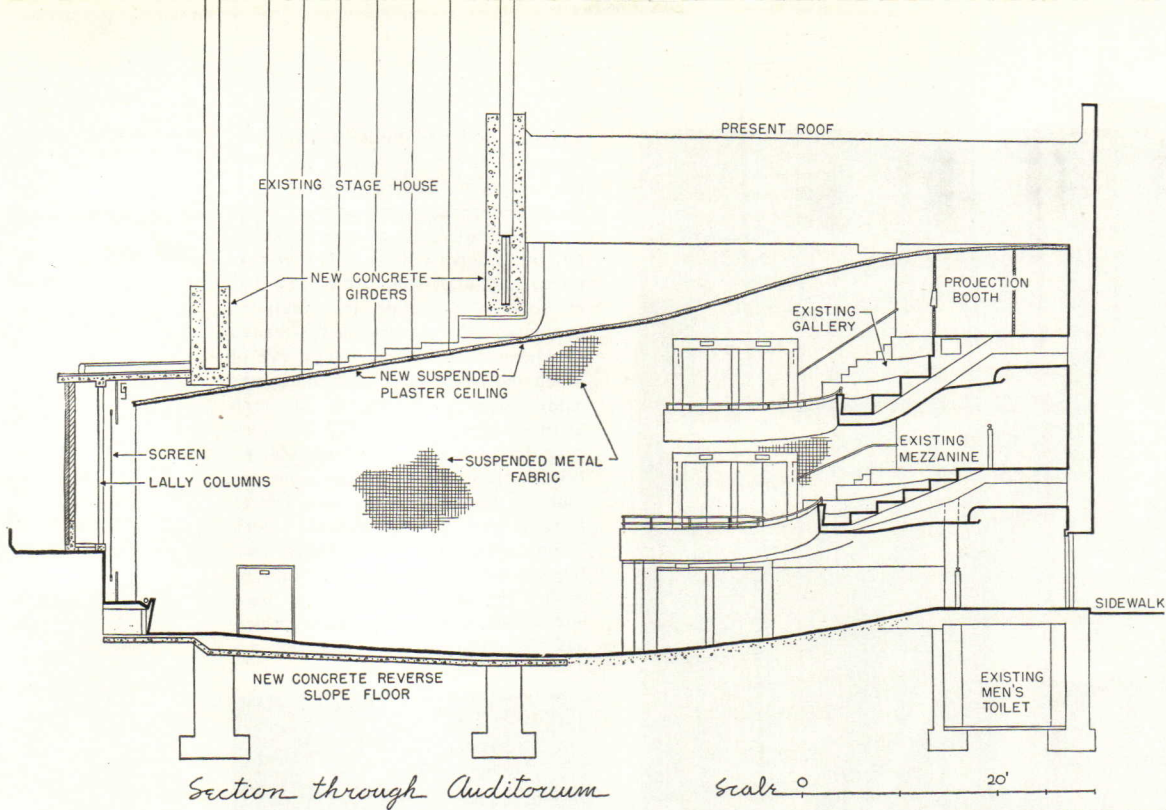 PRESENT ROOF
EXISTING STAGE HOUSE
NEW CONCRETE
GIRDERS
PROJECTION
BOOTH
EXISTING
GALLERY
NEW SUSPENDED
PLASTER CEILING
SCREEN
LALLY COLUMNS
SUSPENDED METAL
FABRIC
EXISTING
MEZZANINE
SIDEWALK
NEW CONCRETE REVERSE
SLOPE FLOOR
EXISTING
MEN'S
TOILET
Section through Auditorium
Scale 0 20'